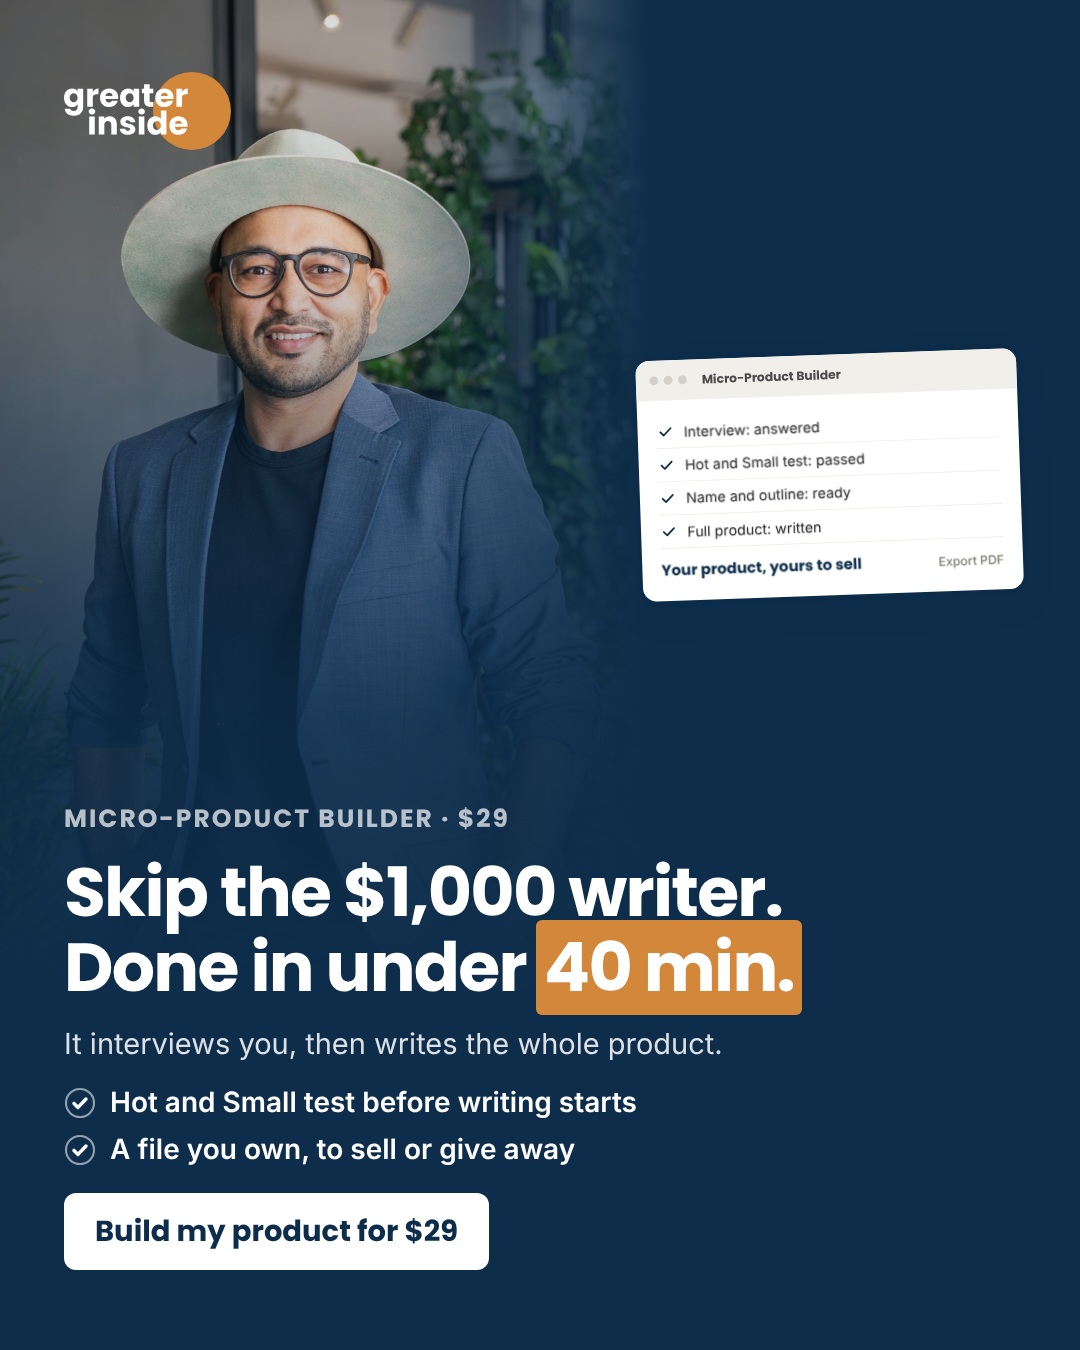 greater
inside
Micro-Product Builder
Interview: answered
Hot and Small test: passed
Name and outline: ready
Full product: written
Your product, yours to sell
Export PDF
MICRO-PRODUCT BUILDER · $29
Skip the $1,000 writer.
Done in under 40 min.
It interviews you, then writes the whole product.
Hot and Small test before writing starts
A file you own, to sell or give away
Build my product for $29